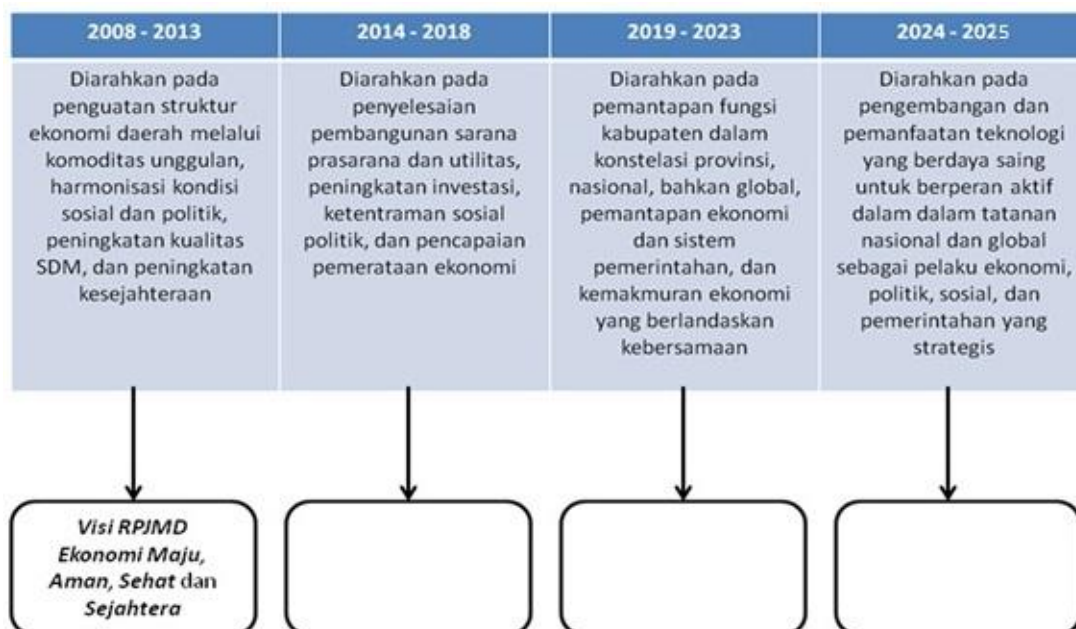 2008 - 2013
Diarahkan pada
penguatan struktur
ekonomi daerah melalui
komoditas unggulan,
harmonisasi kondisi
sosial dan politik,
peningkatan kualitas
SDM, dan peningkatan
kesejahteraan
2014 - 2018
Diarahkan pada
penyelesaian
pembangunan sarana
prasarana dan utilitas,
peningkatan investasi,
ketentraman sosial
politik, dan pencapaian
pemerataan ekonomi
2019 - 2023
Diarahkan pada
pemantapan fungsi
kabupaten dalam
konstelasi provinsi,
nasional, bahkan global,
pemantapan ekonomi
dan sistem
pemerintahan, dan
kemakmuran ekonomi
yang berlandaskan
kebersamaan
2024 - 2025
Diarahkan pada
pengembangan dan
pemanfaatan teknologi
yang berdaya saing
untuk berperan aktif
dalam dalam tatanan
nasional dan global
sebagai pelaku ekonomi,
politik, sosial, dan
pemerintahan yang
strategis
Visi RPJMD
Ekonomi Maju,
Aman, Sehat dan
Sejahtera